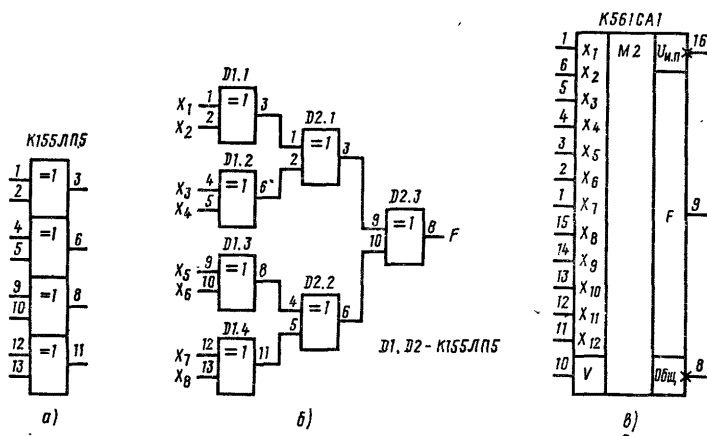 К155ЛП5
1
2
=1
3
4
5
=1
6
9
10
=1
8
12
13
=1
11
а)
D1.1
X1
1
X2
2
=1
3
D1.2
X3
4
X4
5
=1
6
D1.3
X5
9
X6
10
=1
8
D1.4
X7
12
X8
13
=1
11
D2.1
1
2
=1
3
D2.2
4
5
=1
6
D2.3
9
10
=1
8
F
D1, D2 – К155ЛП5
б)
К561СА1
1
X1
M2
Uи.п
16
6
X2
5
X3
4
X4
3
X5
2
X6
1
X7
F
9
15
X8
14
X9
13
X10
12
X11
11
X12
10
V
Общ
8
в)